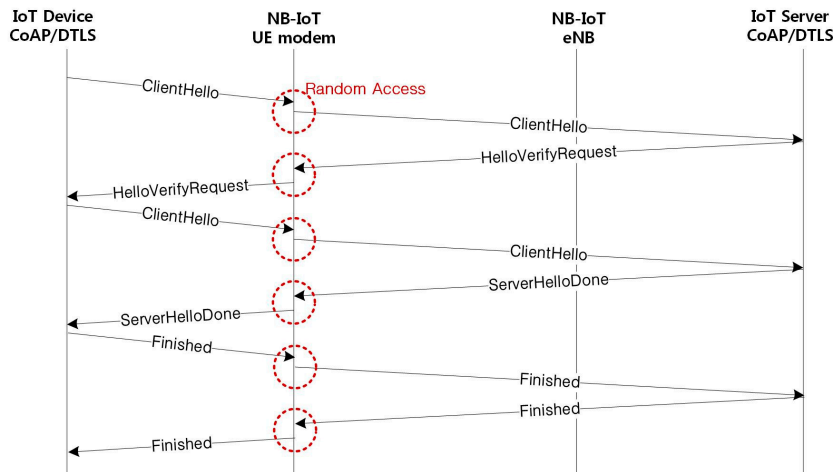 IoT Device
CoAP/DTLS
NB-IoT
UE modem
NB-IoT
eNB
IoT Server
CoAP/DTLS
ClientHello
Random Access
ClientHello
HelloVerifyRequest
HelloVerifyRequest
ClientHello
ClientHello
ServerHelloDone
ServerHelloDone
Finished
Finished
Finished
Finished